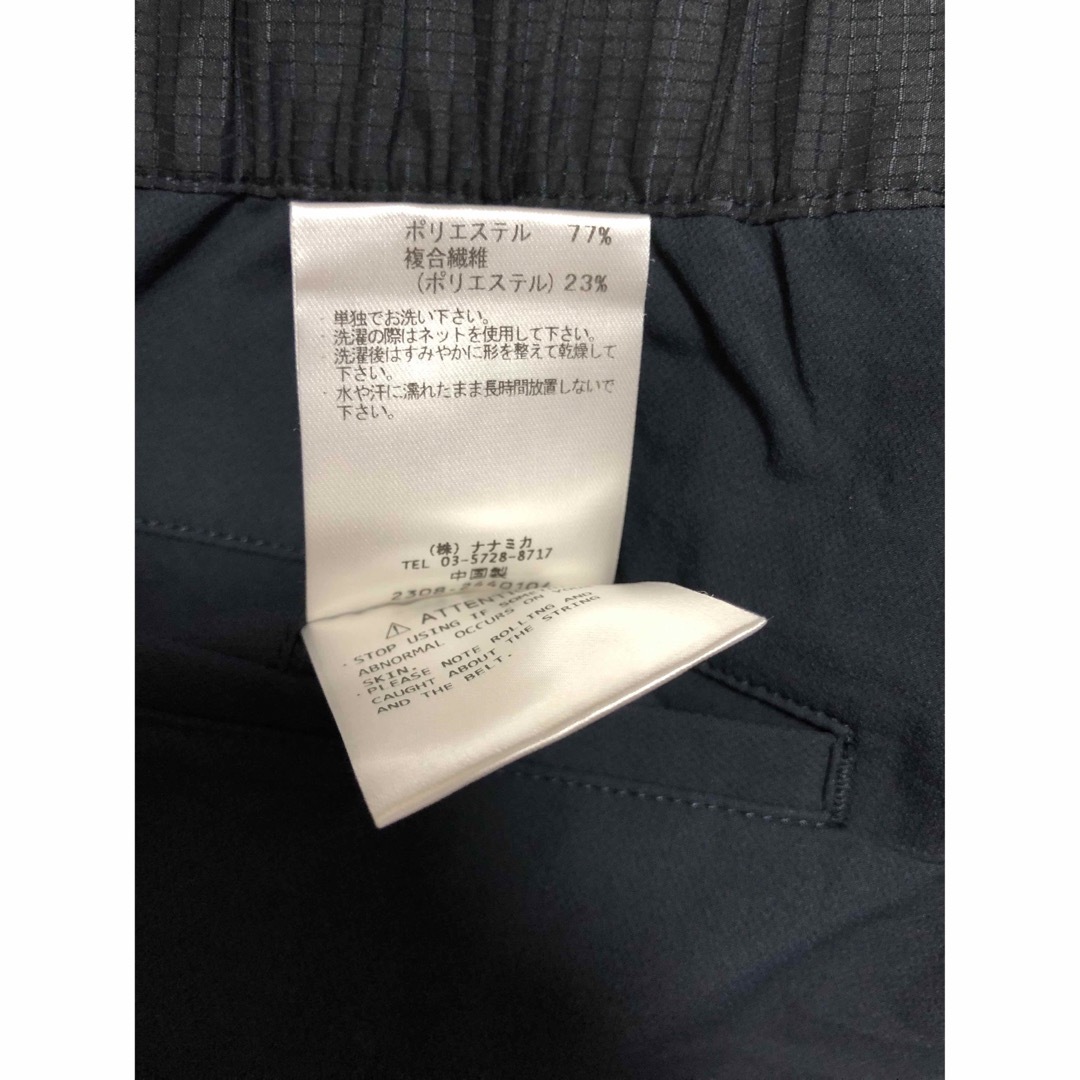 ポリエステル 77%
複合繊維
(ポリエステル) 23%
・単独でお洗い下さい。
・洗濯の際はネットを使用して下さい。
・洗濯後はすみやかに形を整えて乾燥して
下さい。
・水や汗に濡れたまま長時間放置しないで
下さい。
(株) ナナミカ
TEL 03-5728-8717
中国製
⚠ ATTENTI
・STOP USING IF SOME
ABNORMAL OCCURS ON YOUR
SKIN.
・PLEASE NOTE ROLLING AND
CAUGHT ABOUT THE STRING
AND THE BELT.